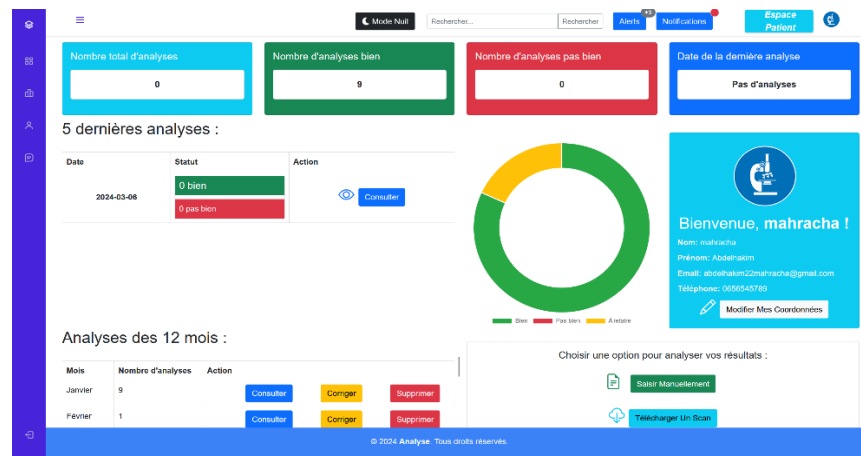 Mode Nuit
Rechercher...
Rechercher
Alerts
+3
Notifications
Espace
Patient
Nombre total d'analyses
0
Nombre d'analyses bien
9
Nombre d'analyses pas bien
0
Date de la dernière analyse
Pas d'analyses
5 dernières analyses :
Date Statut Action
2024-03-06
0 bien
0 pas bien
Consulter
Bien Pas bien À refaire
Bienvenue, mahracha !
Nom: mahracha
Prénom: Abdelhakim
Email: abdelhakim22mahracha@gmail.com
Téléphone: 0656545789
Modifier Mes Coordonnées
Analyses des 12 mois :
Mois Nombre d'analyses Action
Janvier 9 Consulter Corriger Supprimer
Février 1 Consulter Corriger Supprimer
Choisir une option pour analyser vos résultats :
Saisir Manuellement
Télécharger Un Scan
© 2024 Analyse. Tous droits réservés.